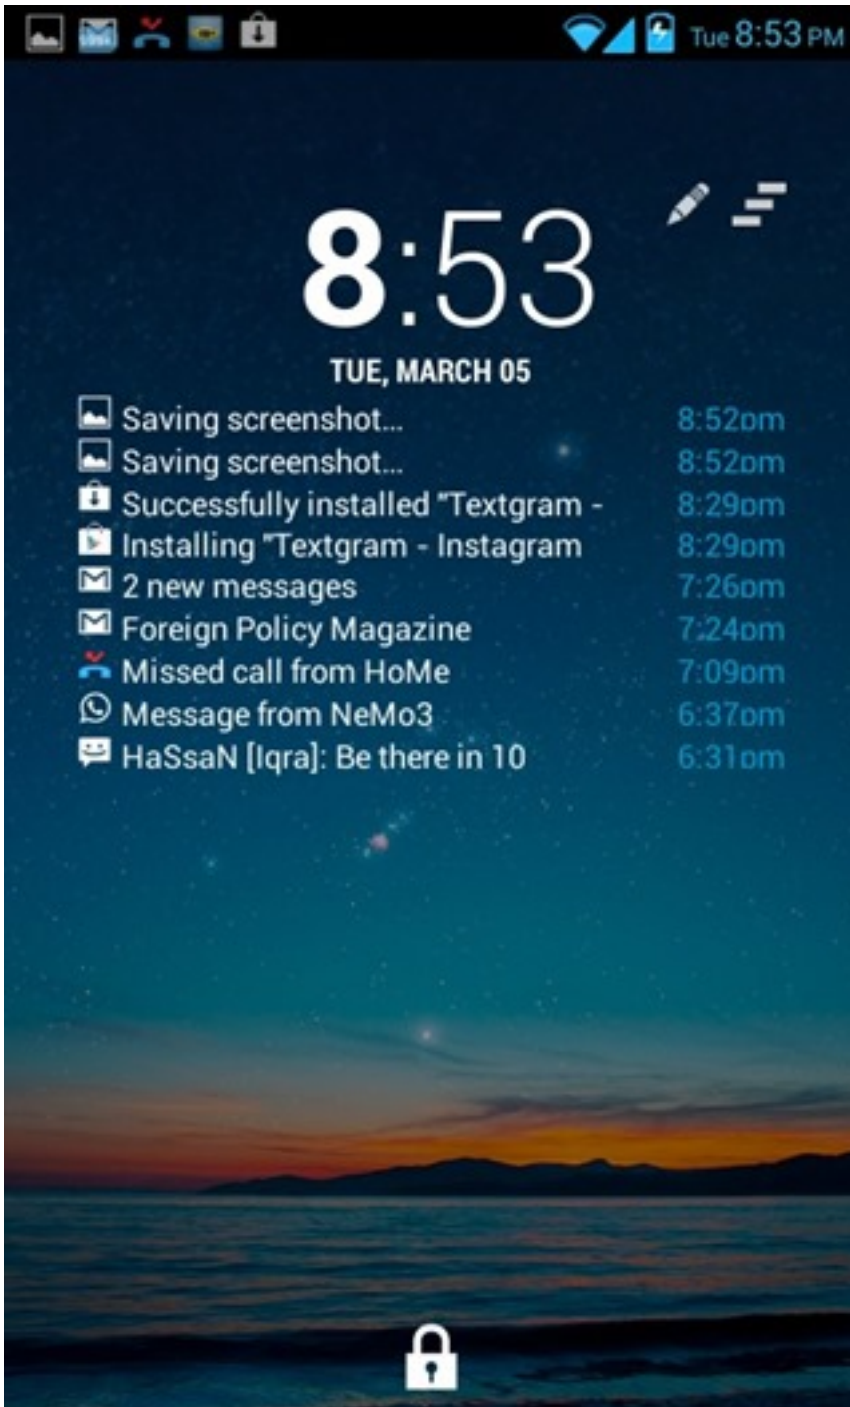 Tue 8:53 PM
8:53
TUE, MARCH 05
Saving screenshot... 8:52pm
Saving screenshot... 8:52pm
Successfully installed "Textgram - 8:29pm
Installing "Textgram - Instagram 8:29pm
2 new messages 7:26pm
Foreign Policy Magazine 7:24pm
Missed call from HoMe 7:09pm
Message from NeMo3 6:37pm
HaSsaN [Iqra]: Be there in 10 6:31pm